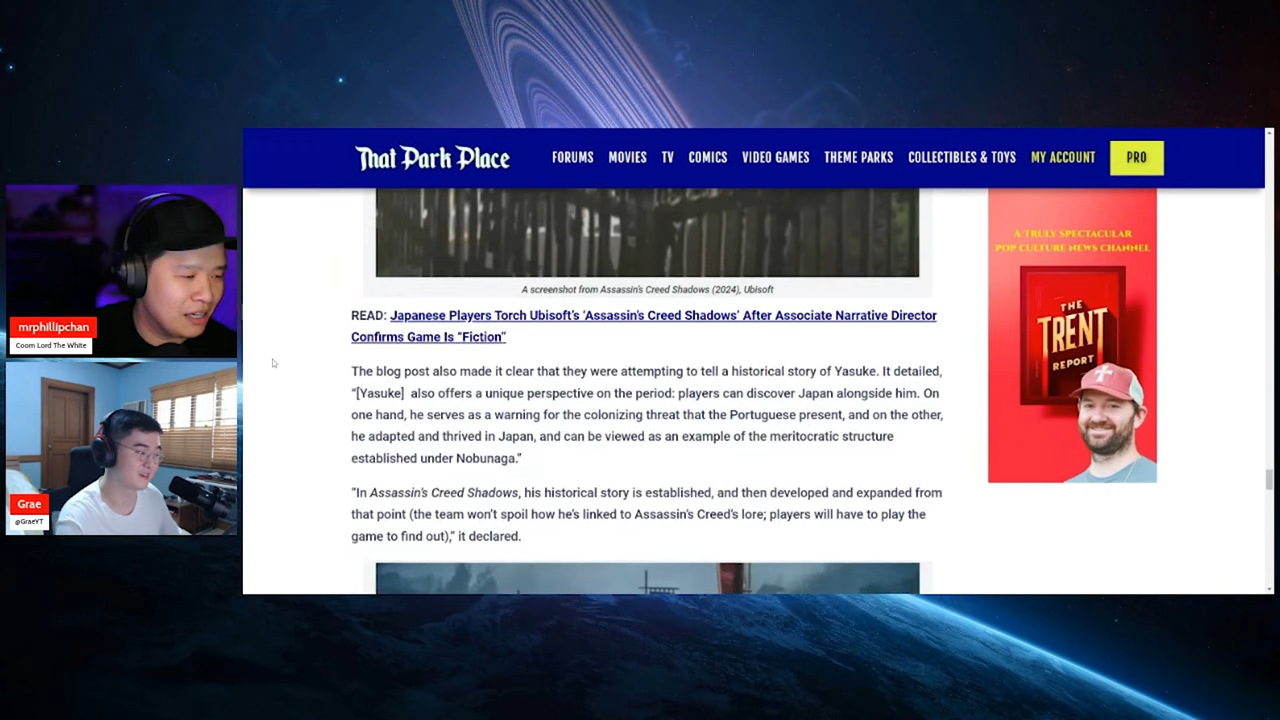 That Park Place
FORUMS MOVIES TV COMICS VIDEO GAMES THEME PARKS COLLECTIBLES & TOYS MY ACCOUNT PRO
A screenshot from Assassin's Creed Shadows (2024), Ubisoft
READ: Japanese Players Torch Ubisoft's 'Assassin's Creed Shadows' After Associate Narrative Director
Confirms Game Is "Fiction"
The blog post also made it clear that they were attempting to tell a historical story of Yasuke. It detailed,
"[Yasuke] also offers a unique perspective on the period: players can discover Japan alongside him. On
one hand, he serves as a warning for the colonizing threat that the Portuguese present, and on the other,
he adapted and thrived in Japan, and can be viewed as an example of the meritocratic structure
established under Nobunaga."
"In Assassin's Creed Shadows, his historical story is established, and then developed and expanded from
that point (the team won't spoil how he's linked to Assassin's Creed's lore; players will have to play the
game to find out)," it declared.
A TRULY SPECTACULAR
POP CULTURE NEWS CHANNEL
THE
TRENT
REPORT
mrphillipchan
Coom Lord The White
Grae
@GraeYT